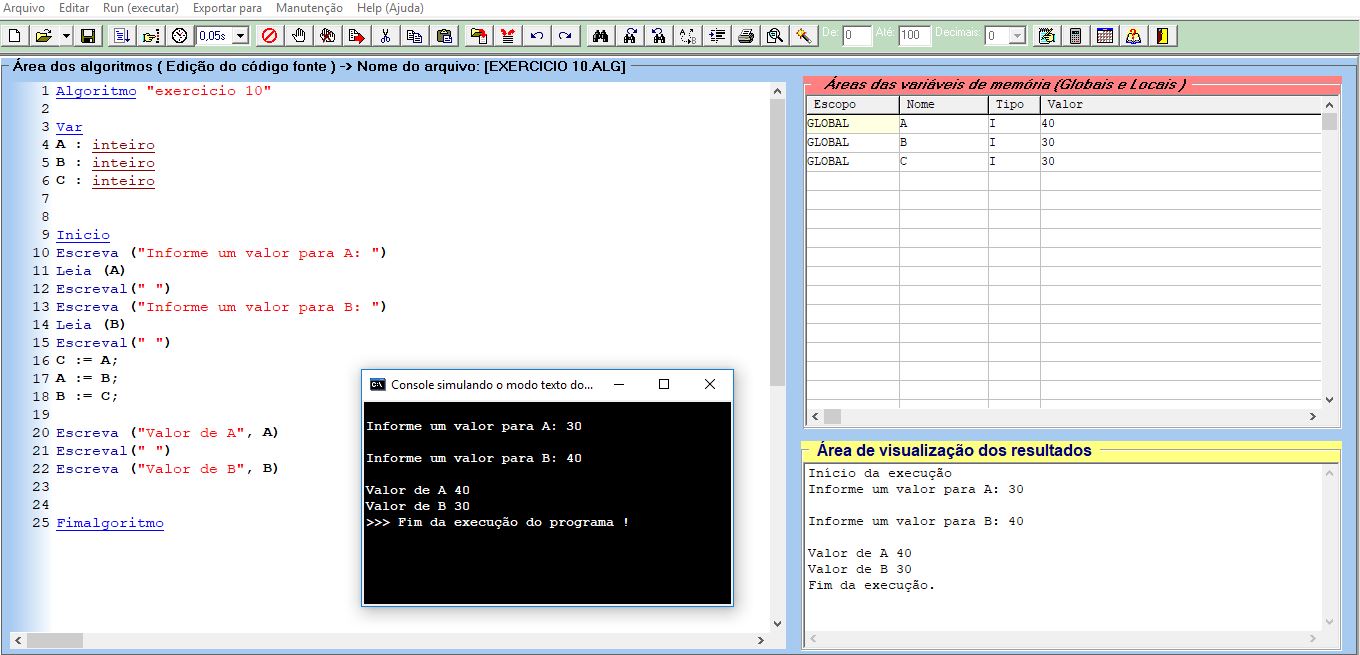 Arquivo Editar Run (executar) Exportar para Manutenção Help (Ajuda)
0,05s De: 0 Até: 100 Decimais: 0
Área dos algoritmos ( Edição do código fonte ) -> Nome do arquivo: [EXERCICIO 10.ALG]
1 Algoritmo "exercicio 10"
2
3 Var
4 A : inteiro
5 B : inteiro
6 C : inteiro
7
8
9 Inicio
10 Escreva ("Informe um valor para A: ")
11 Leia (A)
12 Escreval(" ")
13 Escreva ("Informe um valor para B: ")
14 Leia (B)
15 Escreval(" ")
16 C := A;
17 A := B;
18 B := C;
19
20 Escreva ("Valor de A", A)
21 Escreval(" ")
22 Escreva ("Valor de B", B)
23
24
25 Fimalgoritmo
Console simulando o modo texto do...
Informe um valor para A: 30
Informe um valor para B: 40
Valor de A 40
Valor de B 30
>>> Fim da execução do programa !
Áreas das variáveis de memória (Globais e Locais )
Escopo Nome Tipo Valor
GLOBAL A I 40
GLOBAL B I 30
GLOBAL C I 30
Área de visualização dos resultados
Início da execução
Informe um valor para A: 30
Informe um valor para B: 40
Valor de A 40
Valor de B 30
Fim da execução.